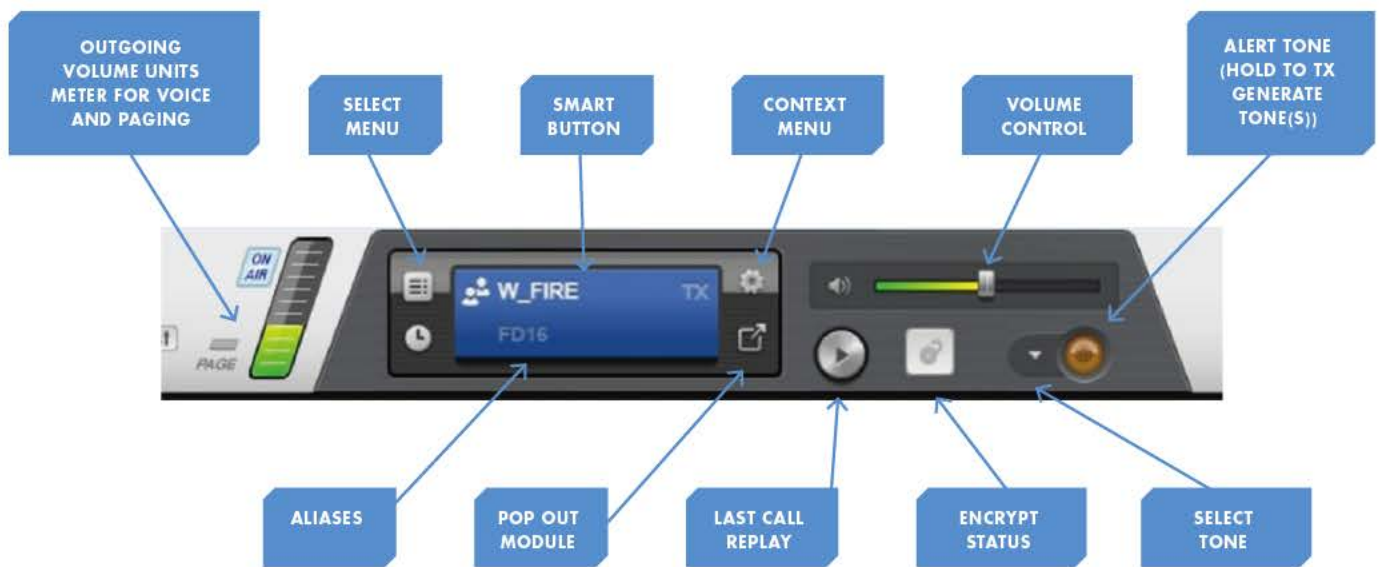 OUTGOING
VOLUME UNITS
METER FOR VOICE
AND PAGING
SELECT
MENU
SMART
BUTTON
CONTEXT
MENU
VOLUME
CONTROL
ALERT TONE
(HOLD TO TX
GENERATE
TONE(S))
ON
AIR
PAGE
W_FIRE
TX
FD16
ALIASES
POP OUT
MODULE
LAST CALL
REPLAY
ENCRYPT
STATUS
SELECT
TONE